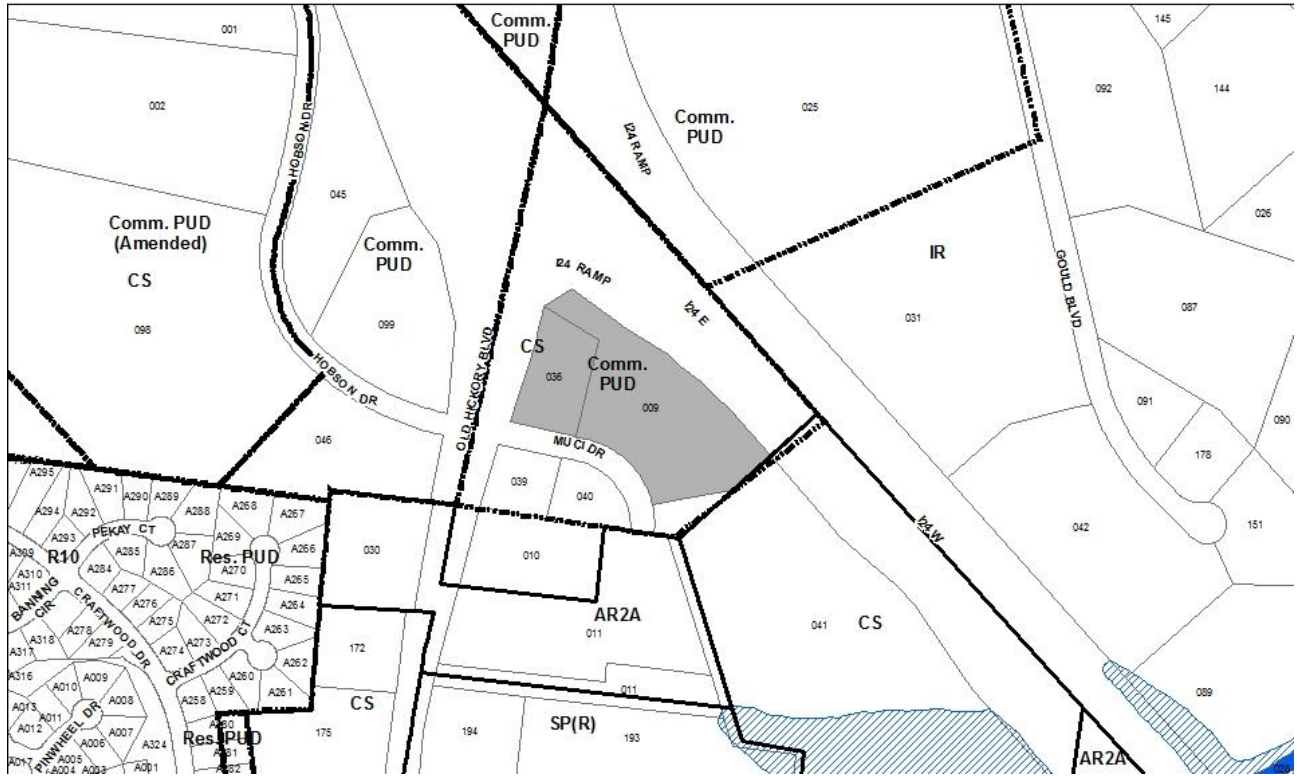 Comm.
PUD
145
001
092
144
002
025
Comm.
PUD
HOBSON DR
I24 RAMP
045
026
Comm. PUD
(Amended)
CS
Comm.
PUD
IR
GOULD BLVD
I24 RAMP
I24 E
087
098
099
031
OLD HICKORY BLVD
CS
Comm.
PUD
036
009
HOBSON DR
091
090
046
MUCI DR
178
A295
A291
A290
A289
A294
A292
A288
A268
A267
039
040
042
151
I24 W
A293
PEKAY CT
A269
A287
A285
A266
A309
R10
Res. PUD
030
010
A284
A286
A270
A310
A265
A311
A277
A271
A264
BANNING
CIR
CRAFTWOOD DR
A276
A275
A272
AR2A
A318
A278
A279
A273
A263
011
041
CS
A317
A274
CRAFTWOOD CT
172
A316
A009
A262
A010
A260
011
089
A008
A259
A261
A013
A258
CS
A011
SP(R)
A012
PINWHEEL DR
A007
A280
175
194
193
A006
A324
Res. PUD
A017
A005
A281
AR2A
A004
A003
A001
A282